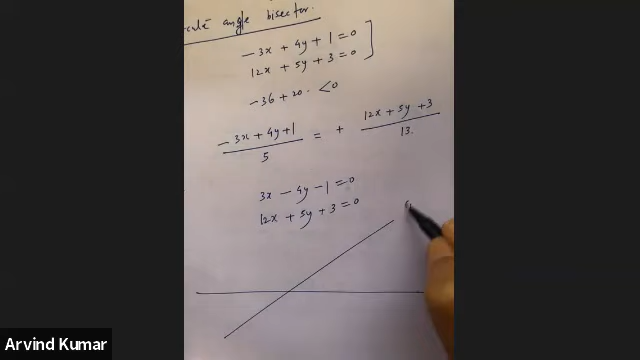 angle bisector.
-3x + 4y + 1 = 0
12x + 5y + 3 = 0
-36 + 20. < 0
-3x + 4y + 1 / 5 = + 12x + 5y + 3 / 13.
3x - 4y - 1 = 0
12x + 5y + 3 = 0
Arvind Kumar